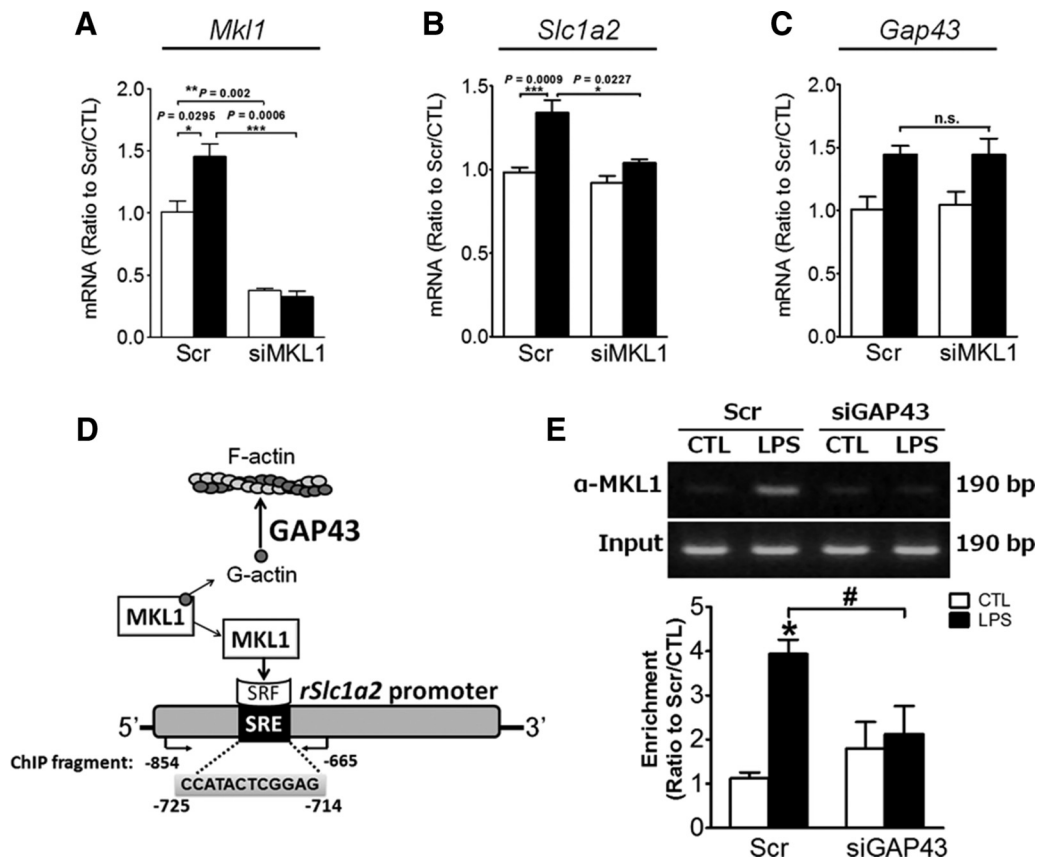 A
Mkl1
mRNA (Ratio to Scr/CTL)
2.0
1.5
1.0
0.5
0.0
** P = 0.002
P = 0.0295 P = 0.0006
* ***
Scr siMKL1
B
Slc1a2
mRNA (Ratio to Scr/CTL)
1.5
1.0
0.5
0.0
P = 0.0009 P = 0.0227
*** *
Scr siMKL1
C
Gap43
mRNA (Ratio to Scr/CTL)
2.0
1.5
1.0
0.5
0.0
n.s.
Scr siMKL1
D
F-actin
GAP43
G-actin
MKL1
MKL1
SRF
rSlc1a2 promoter
5’ SRE 3’
ChIP fragment: -854 -665
CCATACTCGGAG
-725 -714
E
Scr siGAP43
CTL LPS CTL LPS
α-MKL1 190 bp
Input 190 bp
Enrichment
(Ratio to Scr/CTL)
5
4
3
2
1
0
*
#
CTL
LPS
Scr siGAP43